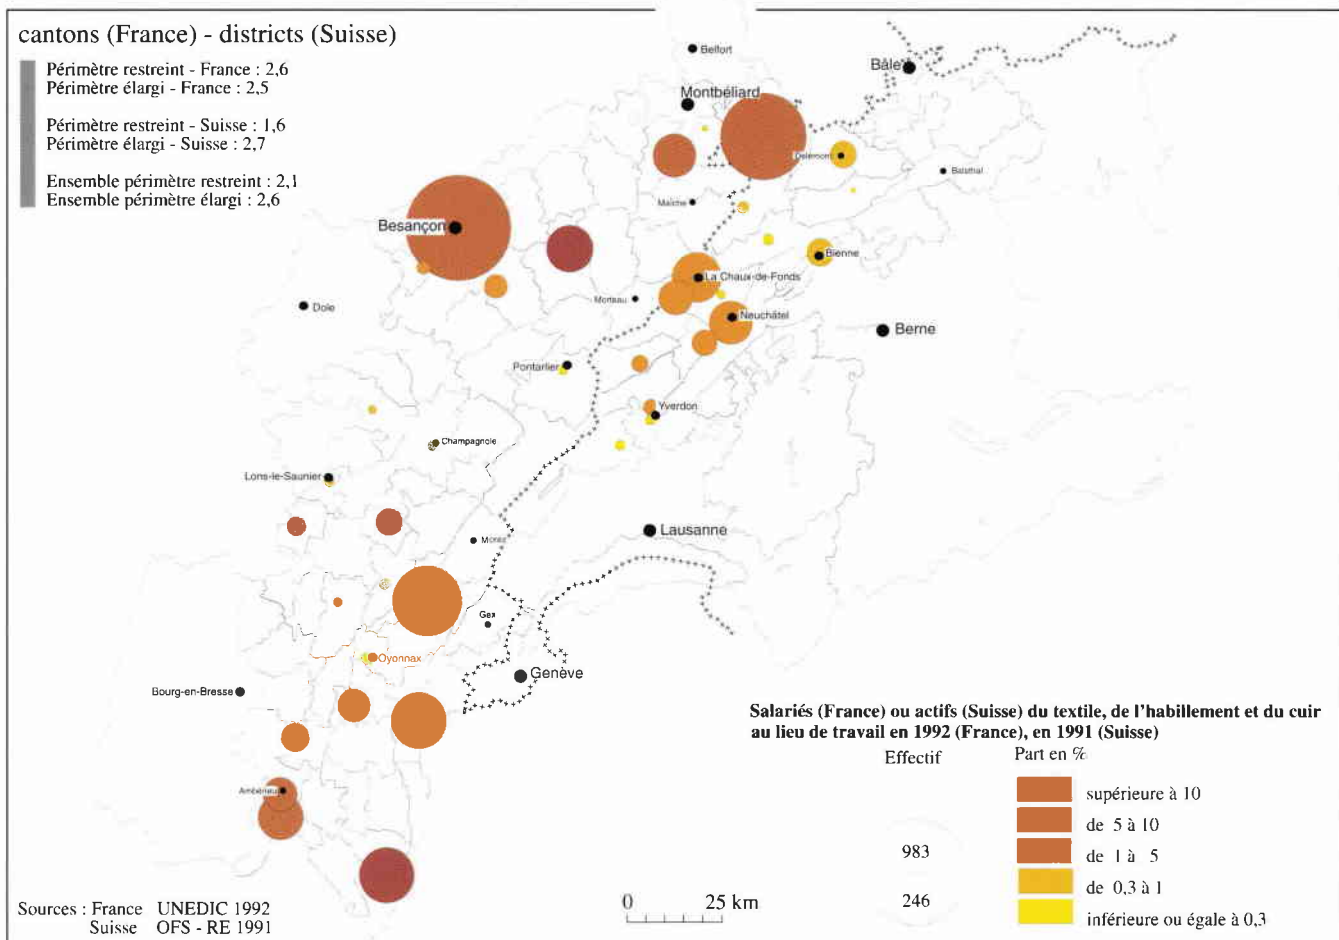 cantons (France) - districts (Suisse)
Périmètre restreint - France : 2,6
Périmètre élargi - France : 2,5
Périmètre restreint - Suisse : 1,6
Périmètre élargi - Suisse : 2,7
Ensemble périmètre restreint : 2,1
Ensemble périmètre élargi : 2,6
Belfort
Bâle
Montbéliard
Delémont
Balsthal
Maîche
Besançon
Bienne
La Chaux-de-Fonds
Morteau
Dole
Neuchâtel
Berne
Pontarlier
Yverdon
Champagnole
Lons-le-Saunier
Lausanne
Morez
Gex
Oyonnax
Genève
Bourg-en-Bresse
Ambérieu
Salariés (France) ou actifs (Suisse) du textile, de l'habillement et du cuir
au lieu de travail en 1992 (France), en 1991 (Suisse)
Effectif
Part en %
983
246
supérieure à 10
de 5 à 10
de 1 à 5
de 0,3 à 1
inférieure ou égale à 0,3
0 25 km
Sources : France UNEDIC 1992
Suisse OFS - RE 1991